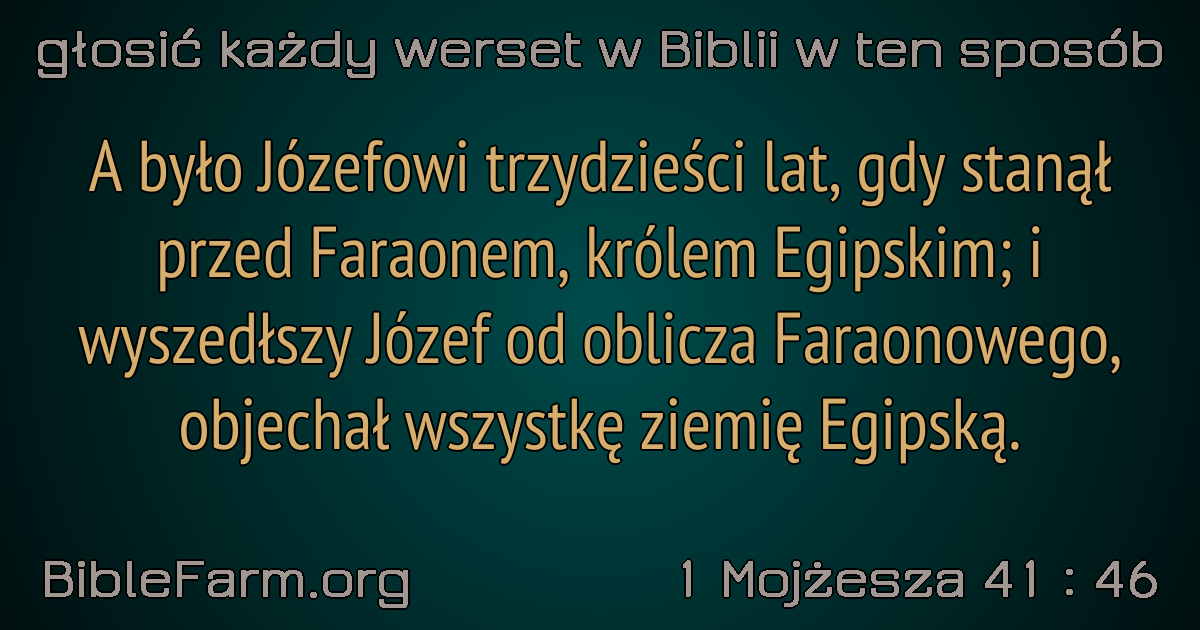 głosić każdy werset w Biblii w ten sposób
A było Józefowi trzydzieści lat, gdy stanął
przed Faraonem, królem Egipskim; i
wyszedłszy Józef od oblicza Faraonowego,
objechał wszystkę ziemię Egipską.
BibleFarm.org
1 Mojżesza 41 : 46